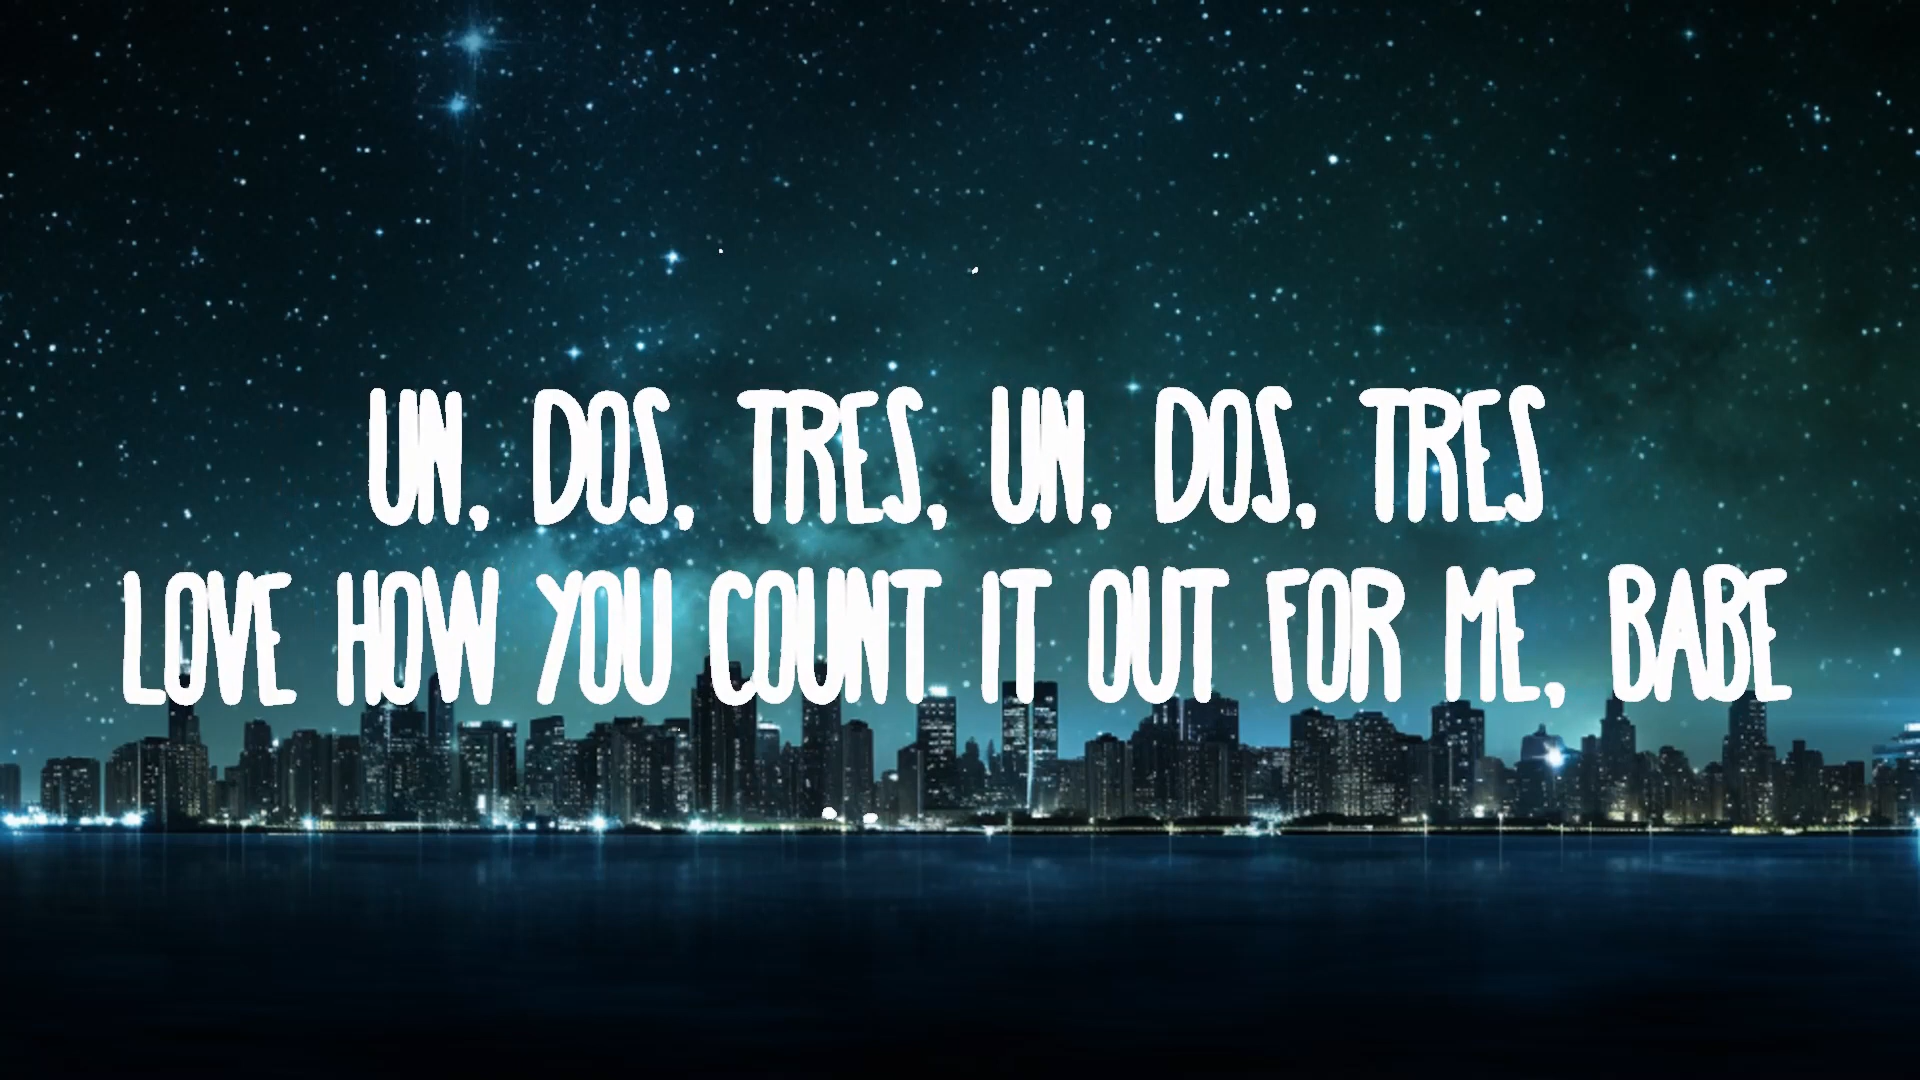 UN, DOS, TRES, UN, DOS, TRES
LOVE HOW YOU COUNT IT OUT FOR ME, BABE